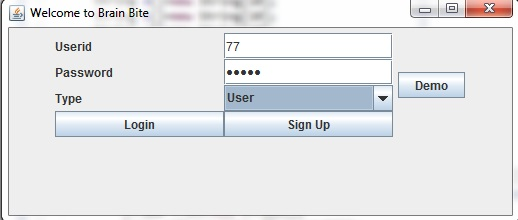 Welcome to Brain Bite
Userid 77
Password •••••
Demo
Type User
Login Sign Up